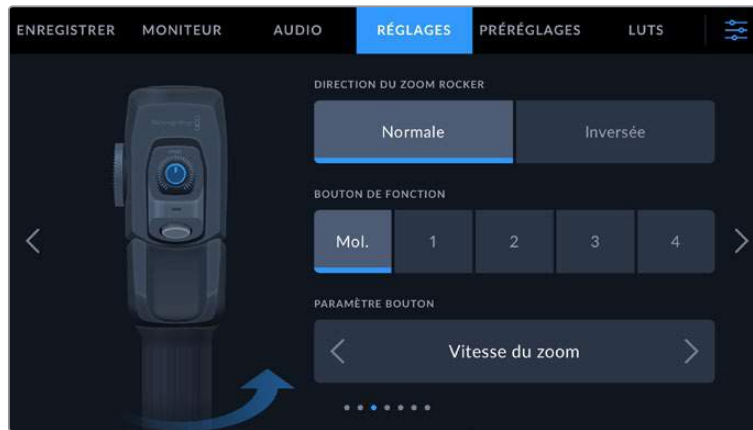 ENREGISTRER MONITEUR AUDIO RÉGLAGES PRÉRÉGLAGES LUTS
DIRECTION DU ZOOM ROCKER
Normale Inversée
BOUTON DE FONCTION
Mol. 1 2 3 4
PARAMÈTRE BOUTON
Vitesse du zoom